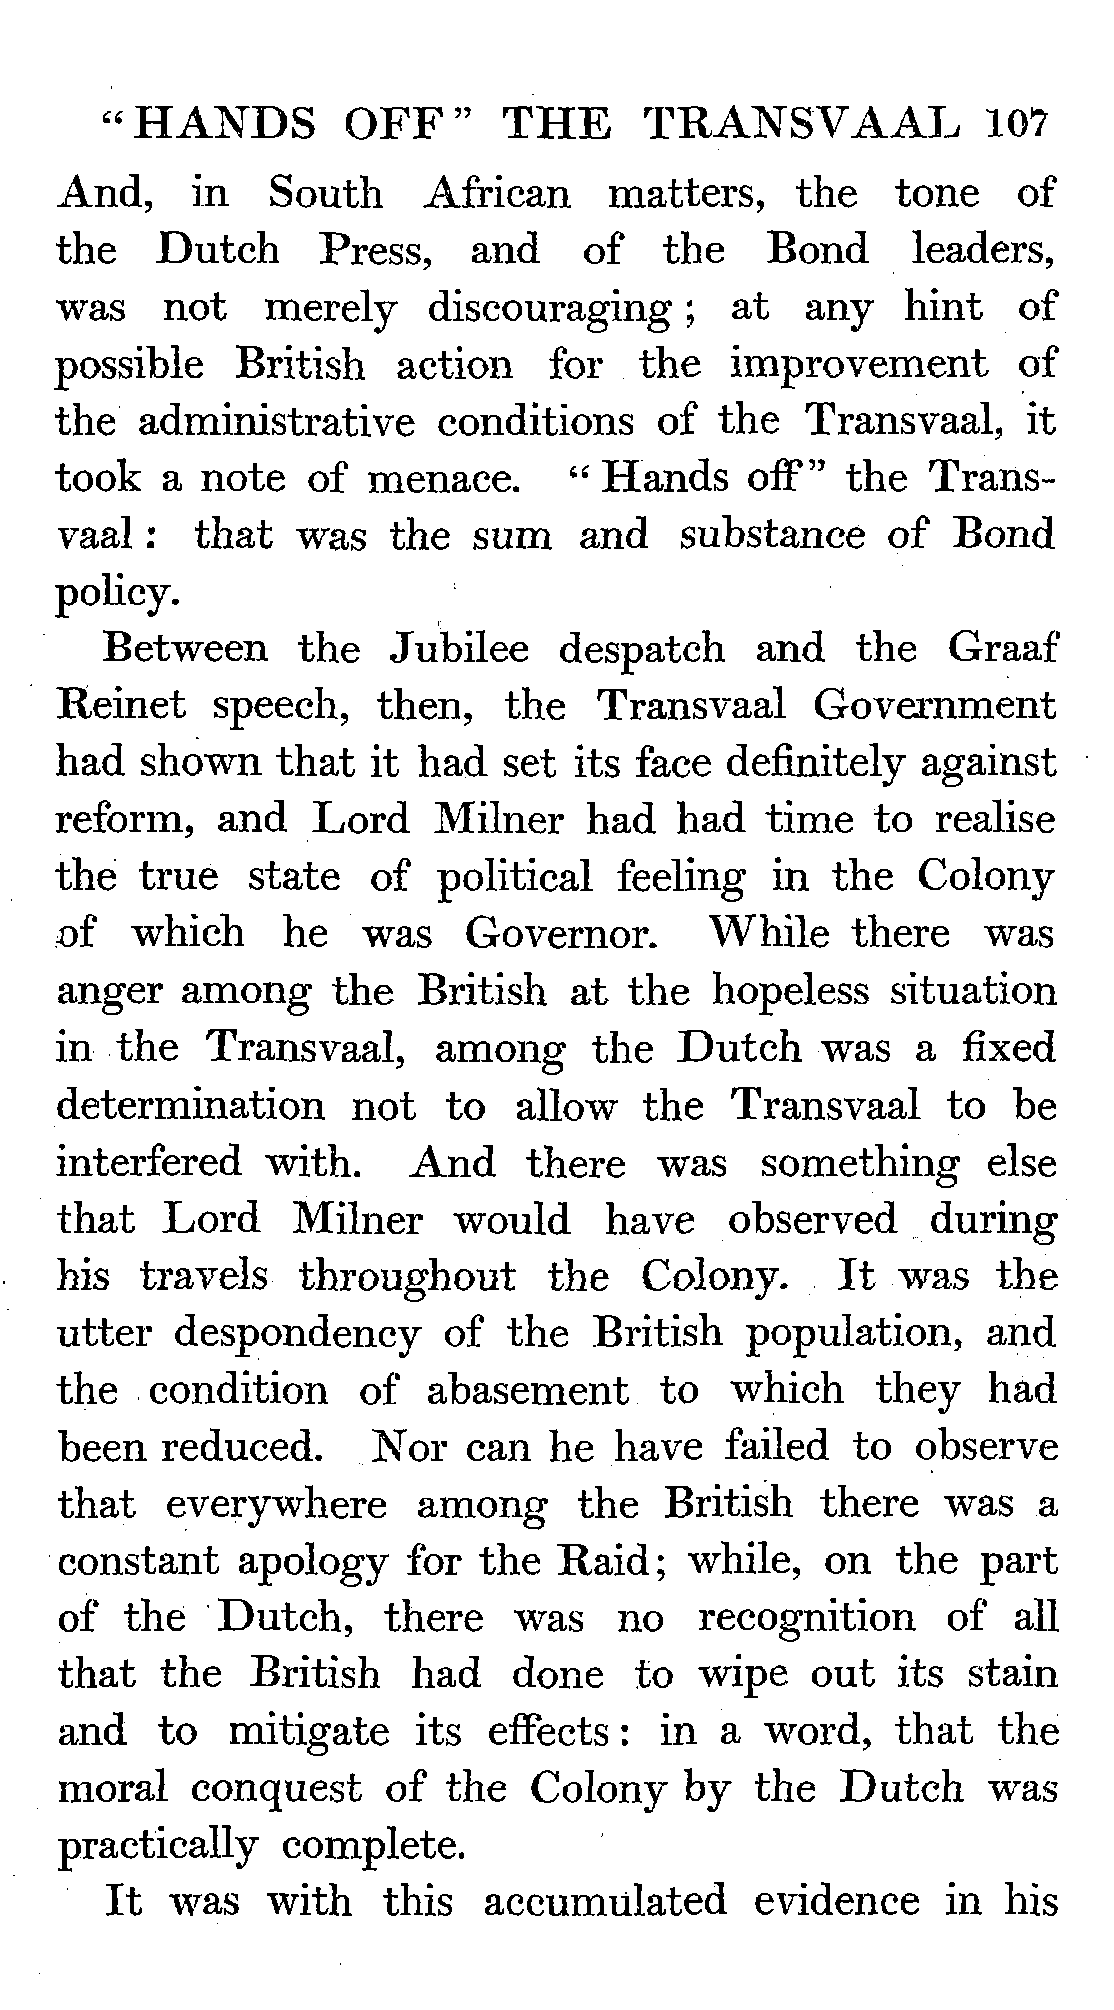 “HANDS OFF” THE TRANSVAAL 107
And, in South African matters, the tone of
the Dutch Press, and of the Bond leaders,
was not merely discouraging ; at any hint of
possible British action for the improvement of
the administrative conditions of the Transvaal, it
took a note of menace. “Hands off” the Trans-
vaal : that was the sum and substance of Bond
policy.
Between the Jubilee despatch and the Graaf
Reinet speech, then, the Transvaal Government
had shown that it had set its face definitely against
reform, and Lord Milner had had time to realise
the true state of political feeling in the Colony
of which he was Governor. While there was
anger among the British at the hopeless situation
in the Transvaal, among the Dutch was a fixed
determination not to allow the Transvaal to be
interfered with. And there was something else
that Lord Milner would have observed during
his travels throughout the Colony. It was the
utter despondency of the British population, and
the condition of abasement to which they had
been reduced. Nor can he have failed to observe
that everywhere among the British there was a
constant apology for the Raid; while, on the part
of the Dutch, there was no recognition of all
that the British had done to wipe out its stain
and to mitigate its effects : in a word, that the
moral conquest of the Colony by the Dutch was
practically complete.
It was with this accumulated evidence in his